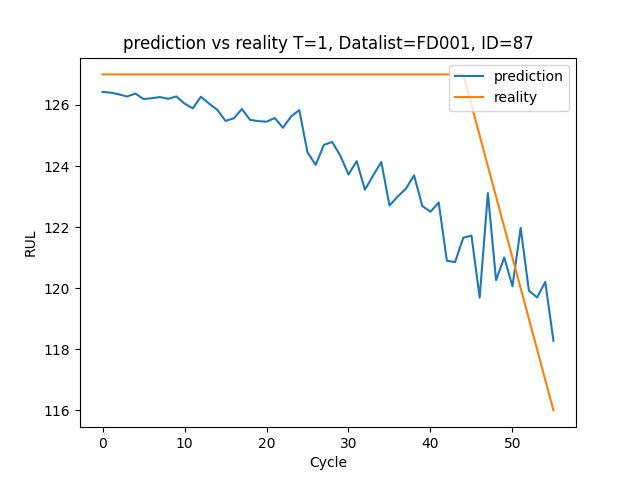 prediction vs reality T=1, Datalist=FD001, ID=87
prediction
reality
RUL
126
124
122
120
118
116
0 10 20 30 40 50
Cycle